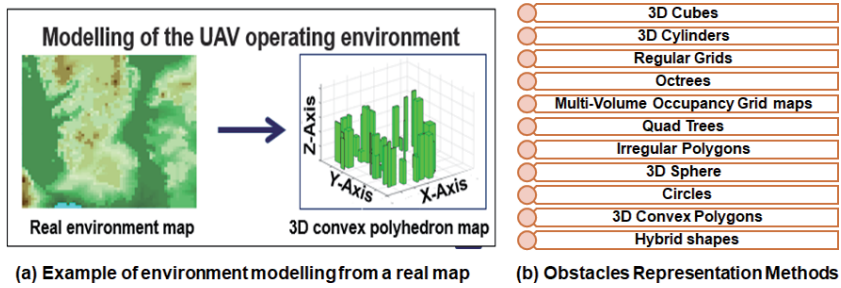 Modelling of the UAV operating environment
Z-Axis
Y-Axis
X-Axis
Real environment map
3D convex polyhedron map
(a) Example of environment modelling from a real map
3D Cubes
3D Cylinders
Regular Grids
Octrees
Multi-Volume Occupancy Grid maps
Quad Trees
Irregular Polygons
3D Sphere
Circles
3D Convex Polygons
Hybrid shapes
(b) Obstacles Representation Methods